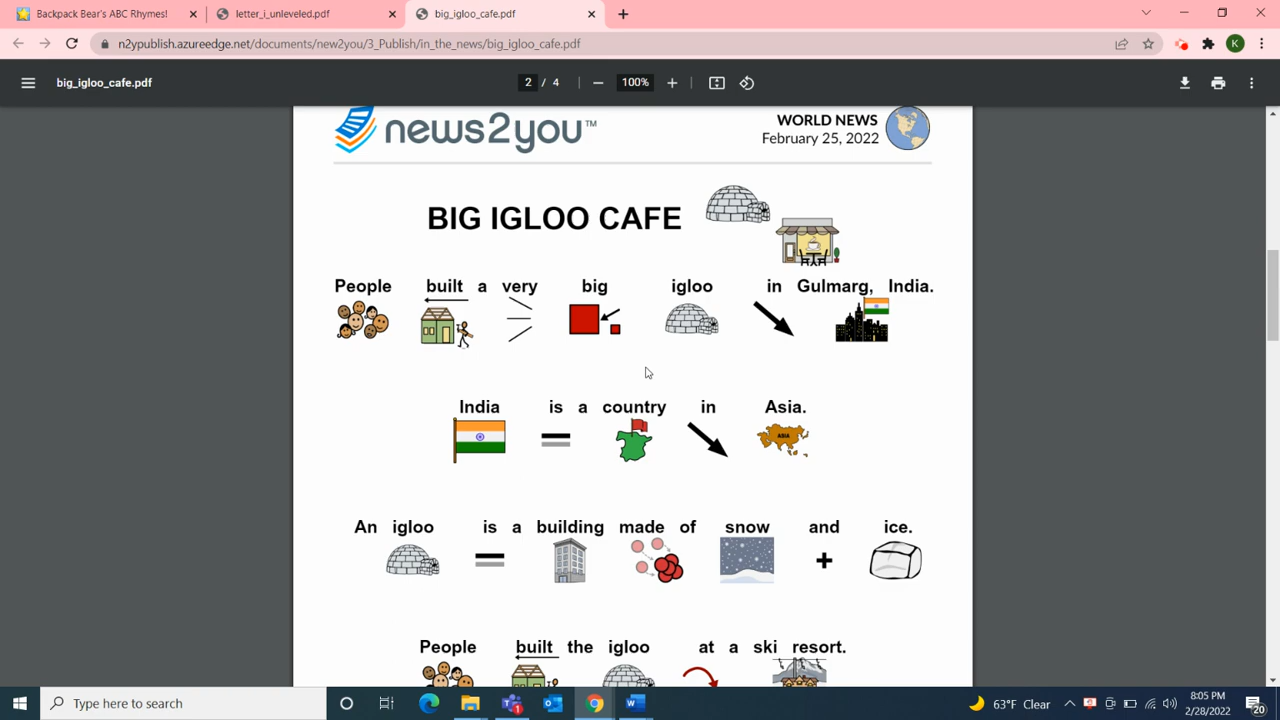 Backpack Bear's ABC Rhymes!
letter_i_unleveled.pdf
big_igloo_cafe.pdf
n2ypublish.azureedge.net/documents/new2you/3_Publish/in_the_news/big_igloo_cafe.pdf
K
big_igloo_cafe.pdf
2 / 4
100%
news2you™
WORLD NEWS
February 25, 2022
BIG IGLOO CAFE
People built a very big igloo in Gulmarg, India.
India is a country in Asia.
ASIA
An igloo is a building made of snow and ice.
People built the igloo at a ski resort.
Type here to search
63°F Clear
8:05 PM
2/28/2022
20